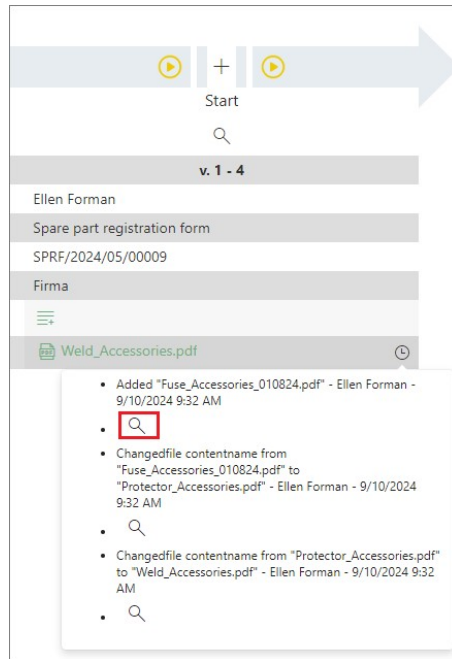 Start
v. 1 - 4
Ellen Forman
Spare part registration form
SPRF/2024/05/00009
Firma
Weld_Accessories.pdf
Added "Fuse_Accessories_010824.pdf" - Ellen Forman -
9/10/2024 9:32 AM
Changedfile contentname from
"Fuse_Accessories_010824.pdf" to
"Protector_Accessories.pdf" - Ellen Forman - 9/10/2024
9:32 AM
Changedfile contentname from "Protector_Accessories.pdf"
to "Weld_Accessories.pdf" - Ellen Forman - 9/10/2024 9:32
AM